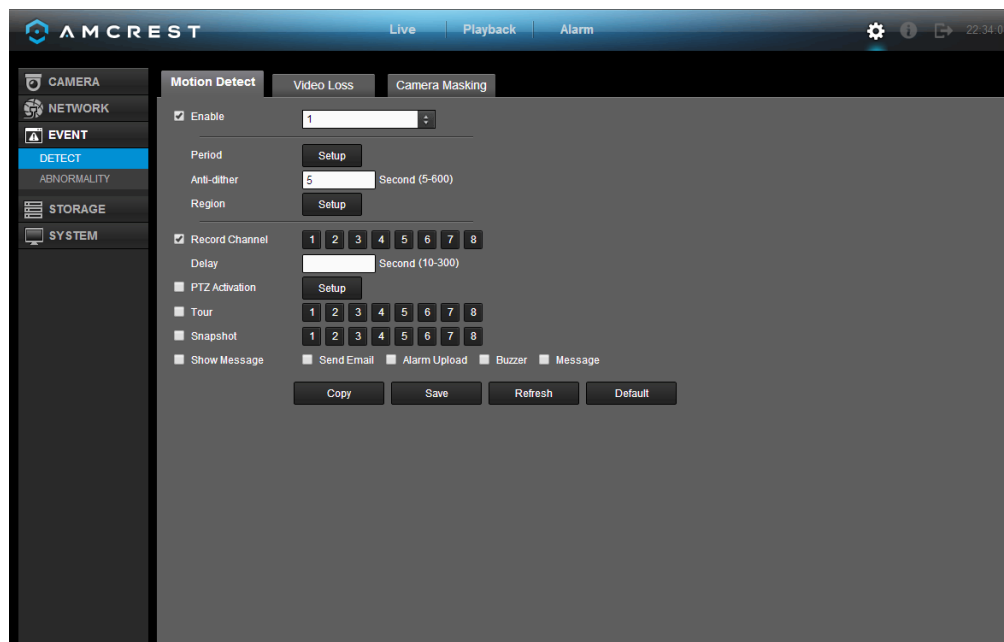 AMCREST
Live Playback Alarm
22:34:0
CAMERA
NETWORK
EVENT
DETECT
ABNORMALITY
STORAGE
SYSTEM
Motion Detect Video Loss Camera Masking
Enable 1
Period Setup
Anti-dither 5 Second (5-600)
Region Setup
Record Channel 1 2 3 4 5 6 7 8
Delay Second (10-300)
PTZ Activation Setup
Tour 1 2 3 4 5 6 7 8
Snapshot 1 2 3 4 5 6 7 8
Show Message Send Email Alarm Upload Buzzer Message
Copy Save Refresh Default